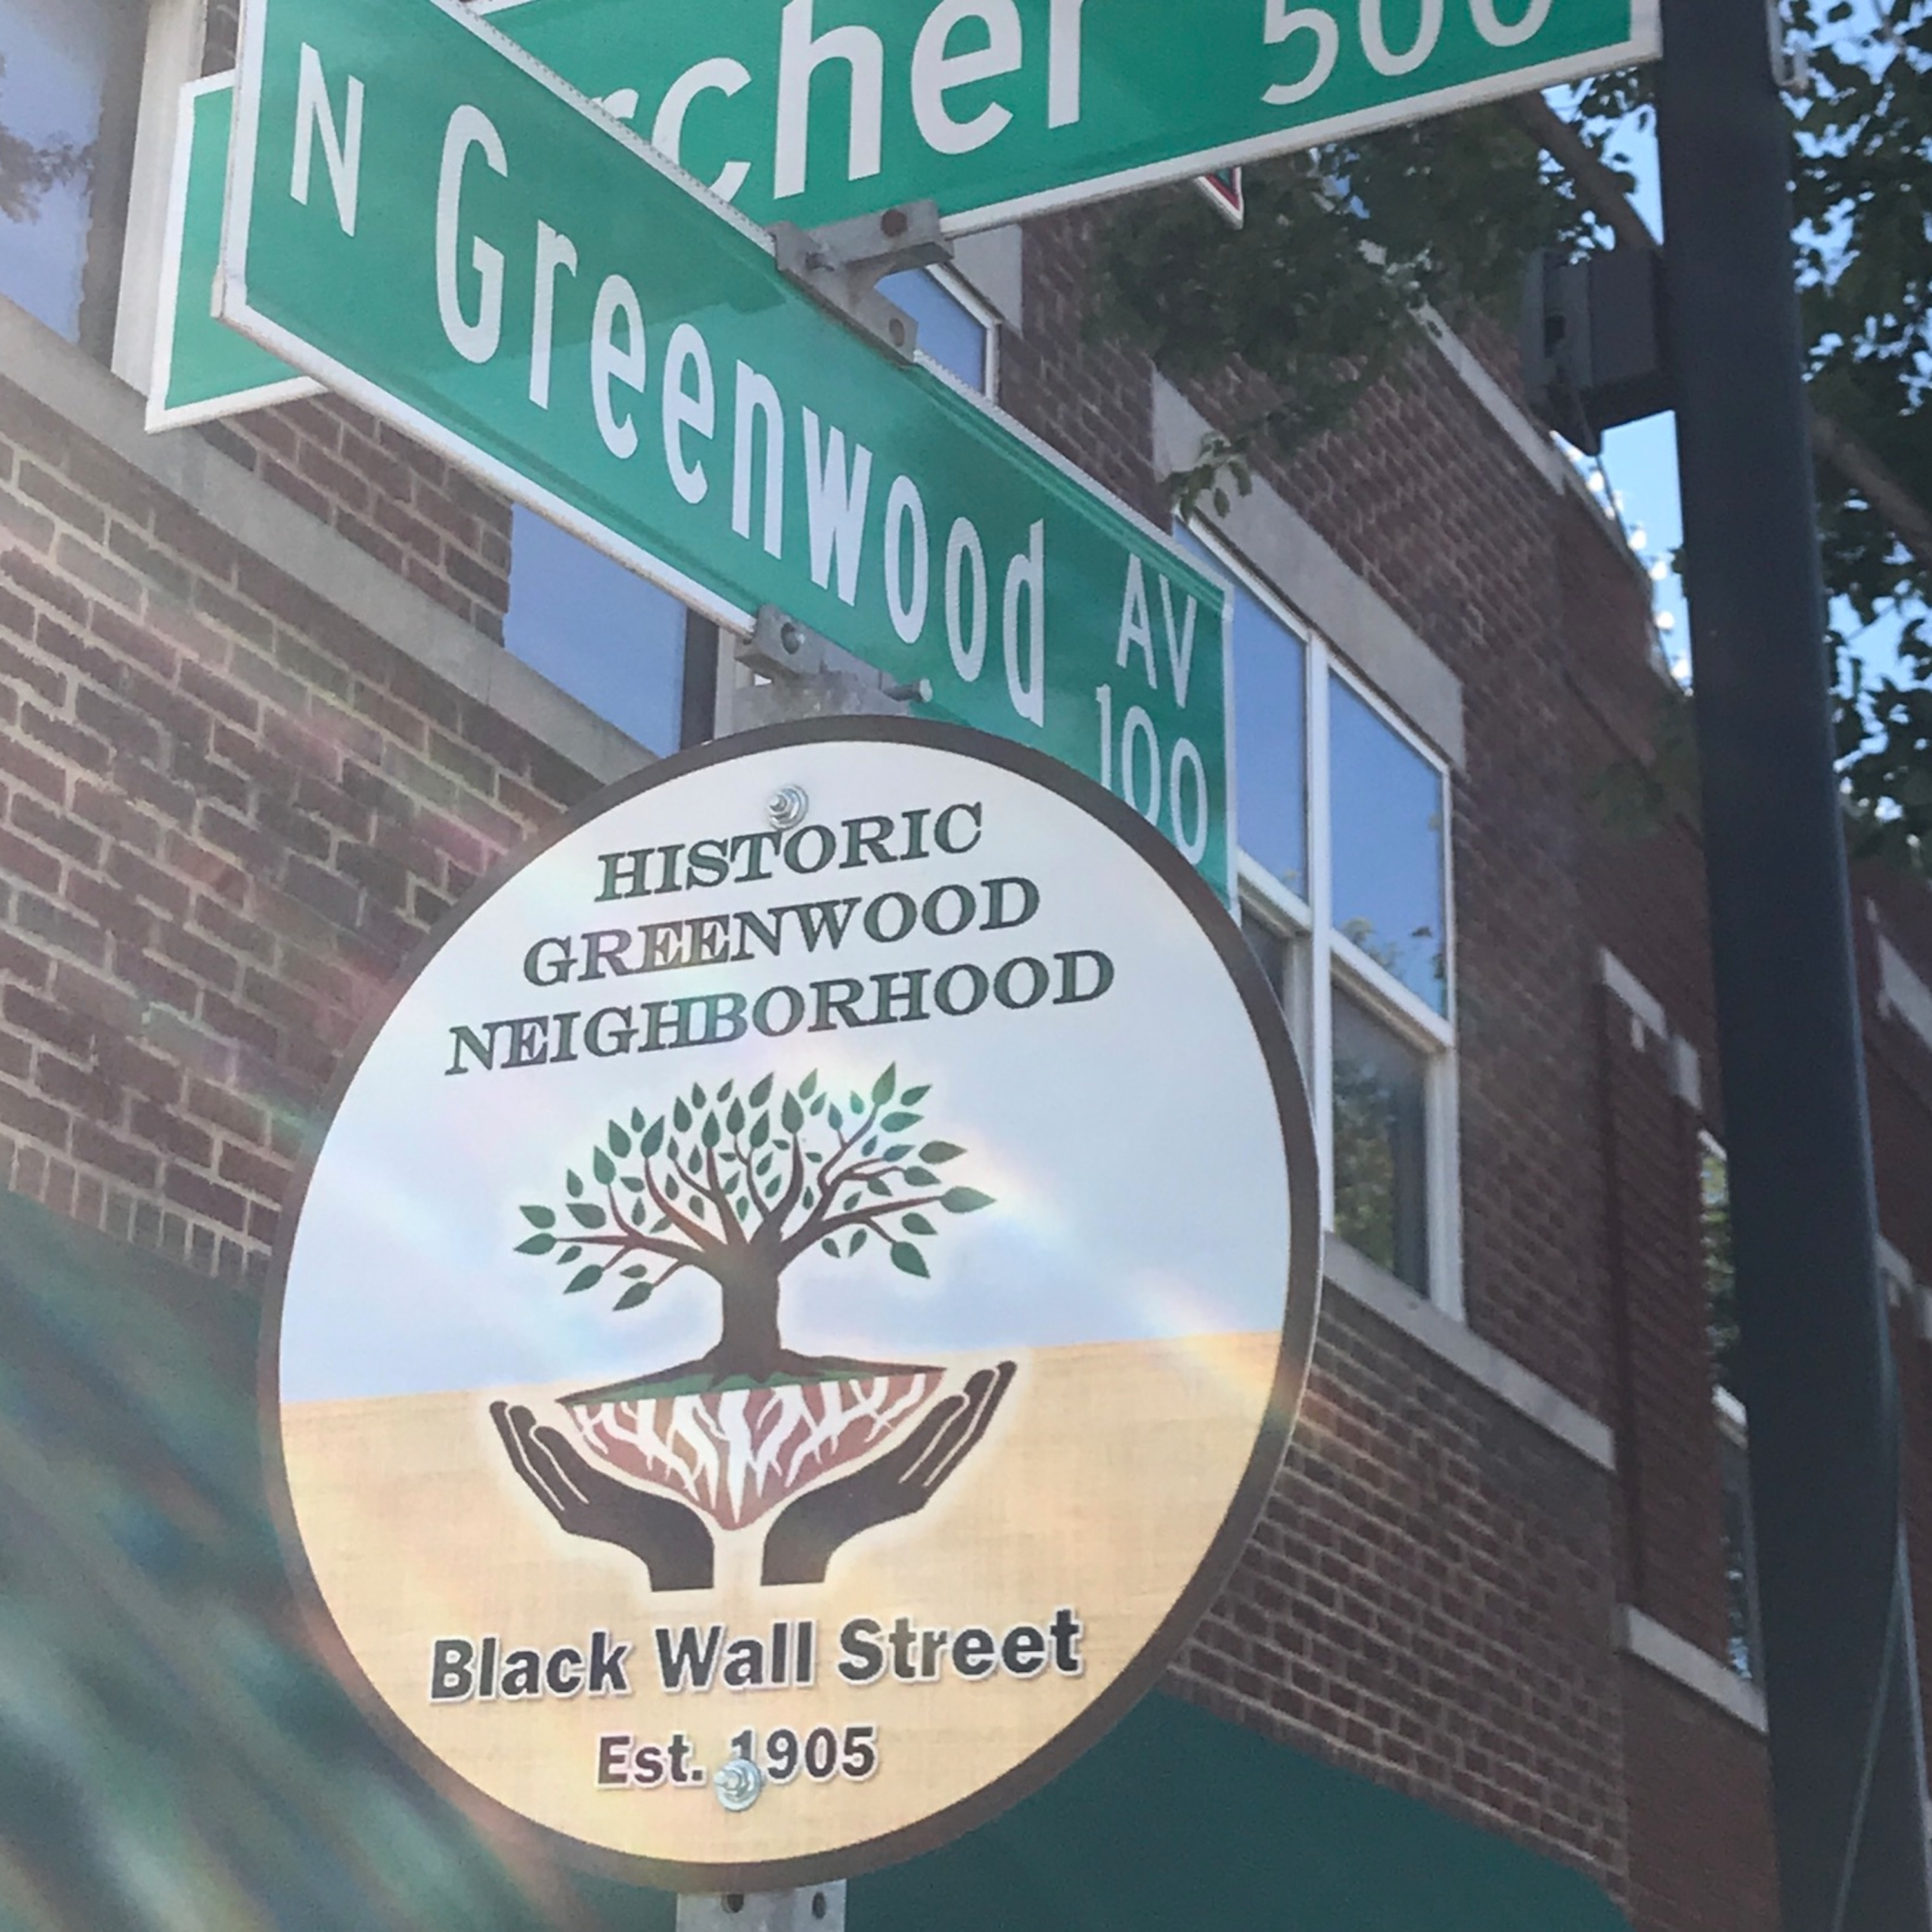 rcher 500
N Greenwood AV
100
HISTORIC
GREENWOOD
NEIGHBORHOOD
Black Wall Street
Est. 1905